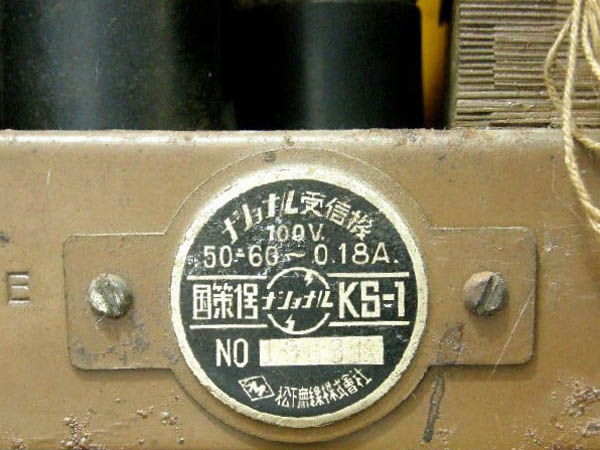 ナショナル受信機
100V.
50-60～ 0.18A.
国策型 ナショナル KS-1
NO
松下無線株式會社
E